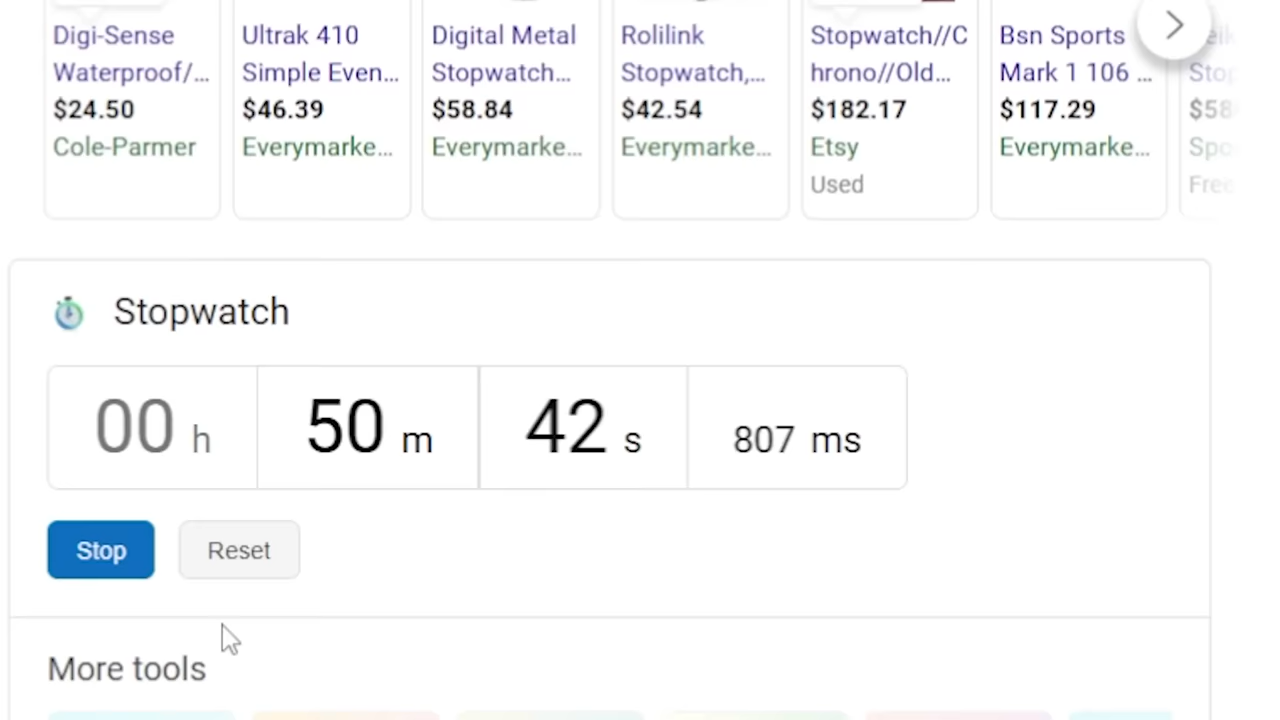 Digi-Sense
Waterproof/...
$24.50
Cole-Parmer
Ultrak 410
Simple Even...
$46.39
Everymarke...
Digital Metal
Stopwatch...
$58.84
Everymarke...
Rolilink
Stopwatch,...
$42.54
Everymarke...
Stopwatch//C
hrono//Old...
$182.17
Etsy
Used
Bsn Sports
Mark 1 106 ...
$117.29
Everymarke...
$58
Stopwatch
00 h 50 m 42 s 807 ms
Stop Reset
More tools